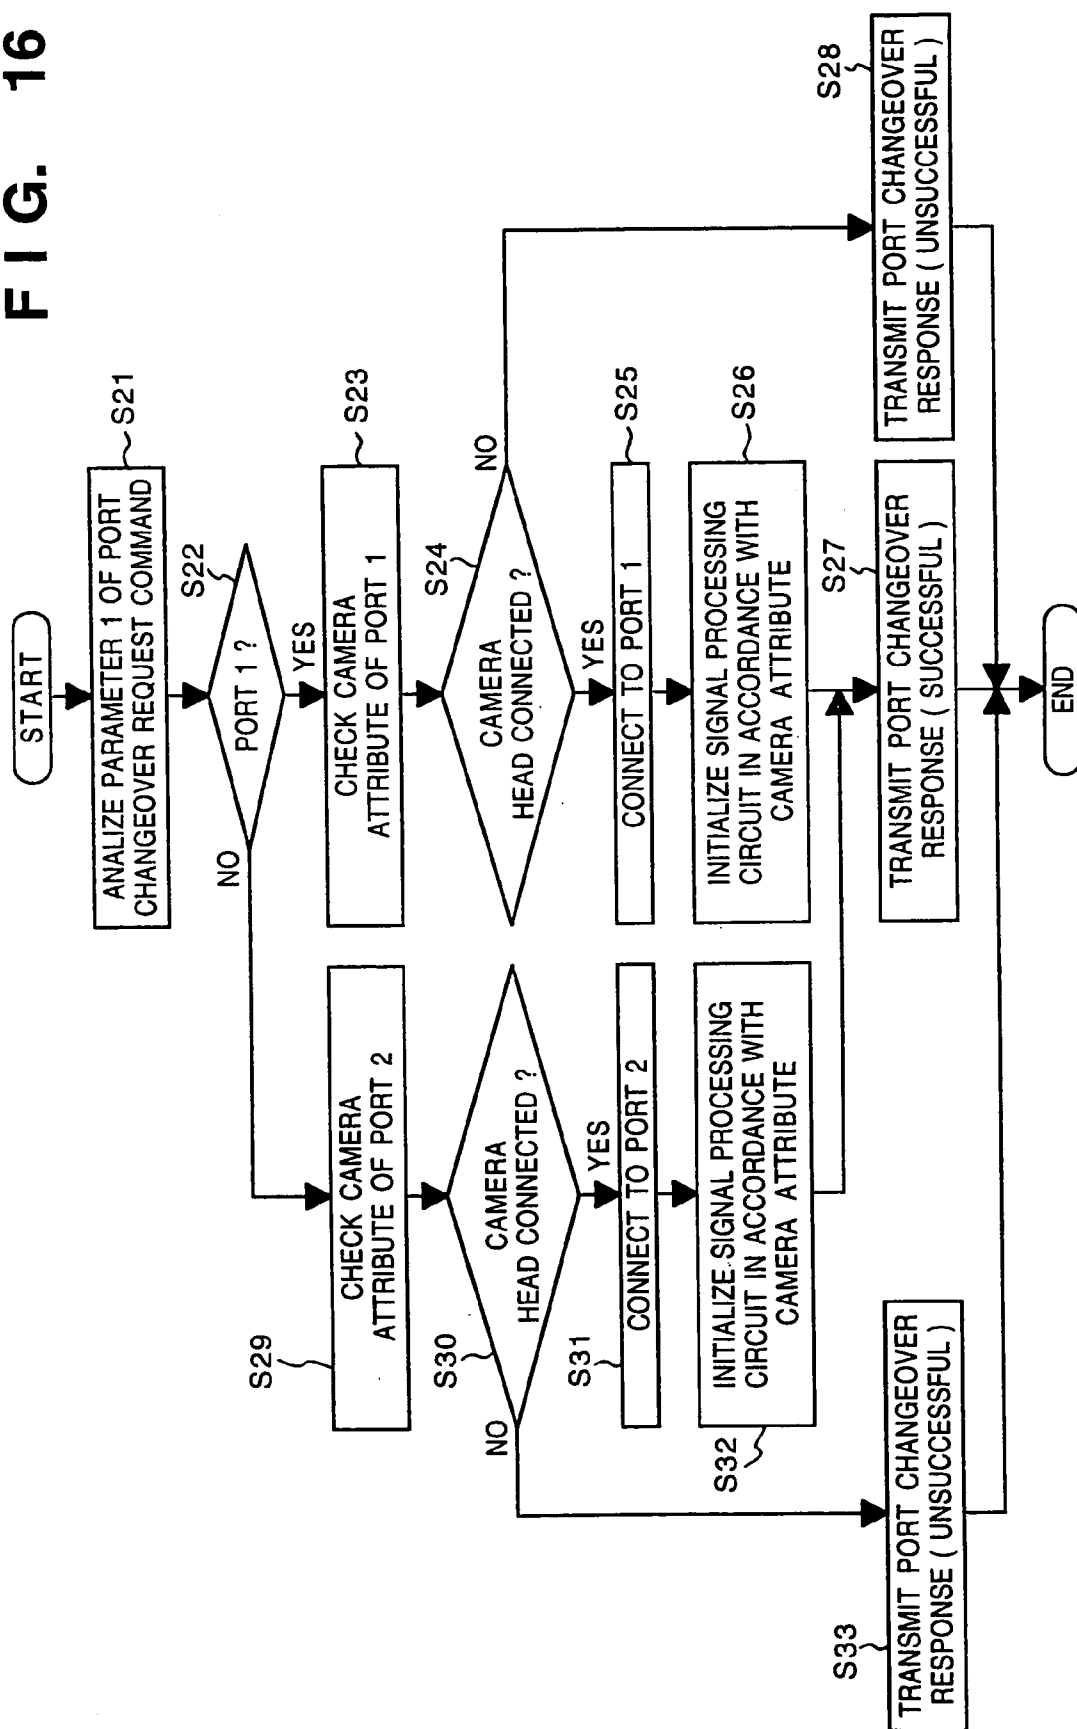 FIG. 16
START
ANALIZE PARAMETER 1 OF PORT
CHANGEOVER REQUEST COMMAND
S21
S22
PORT 1 ?
YES
NO
CHECK CAMERA
ATTRIBUTE OF PORT 1
S23
CAMERA
HEAD CONNECTED ?
S24
NO
YES
CONNECT TO PORT 1
S25
INITIALIZE SIGNAL PROCESSING
CIRCUIT IN ACCORDANCE WITH
CAMERA ATTRIBUTE
S26
TRANSMIT PORT CHANGEOVER
RESPONSE ( SUCCESSFUL )
S27
TRANSMIT PORT CHANGEOVER
RESPONSE ( UNSUCCESSFUL )
S28
CHECK CAMERA
ATTRIBUTE OF PORT 2
S29
CAMERA
HEAD CONNECTED ?
S30
NO
YES
CONNECT TO PORT 2
S31
INITIALIZE SIGNAL PROCESSING
CIRCUIT IN ACCORDANCE WITH
CAMERA ATTRIBUTE
S32
TRANSMIT PORT CHANGEOVER
RESPONSE ( UNSUCCESSFUL )
S33
END